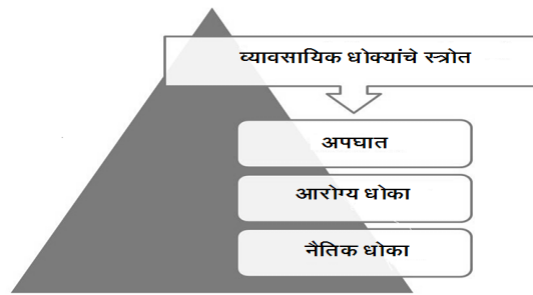 व्यावसायिक धोक्यांचे स्त्रोत
अपघात
आरोग्य धोका
नैतिक धोका